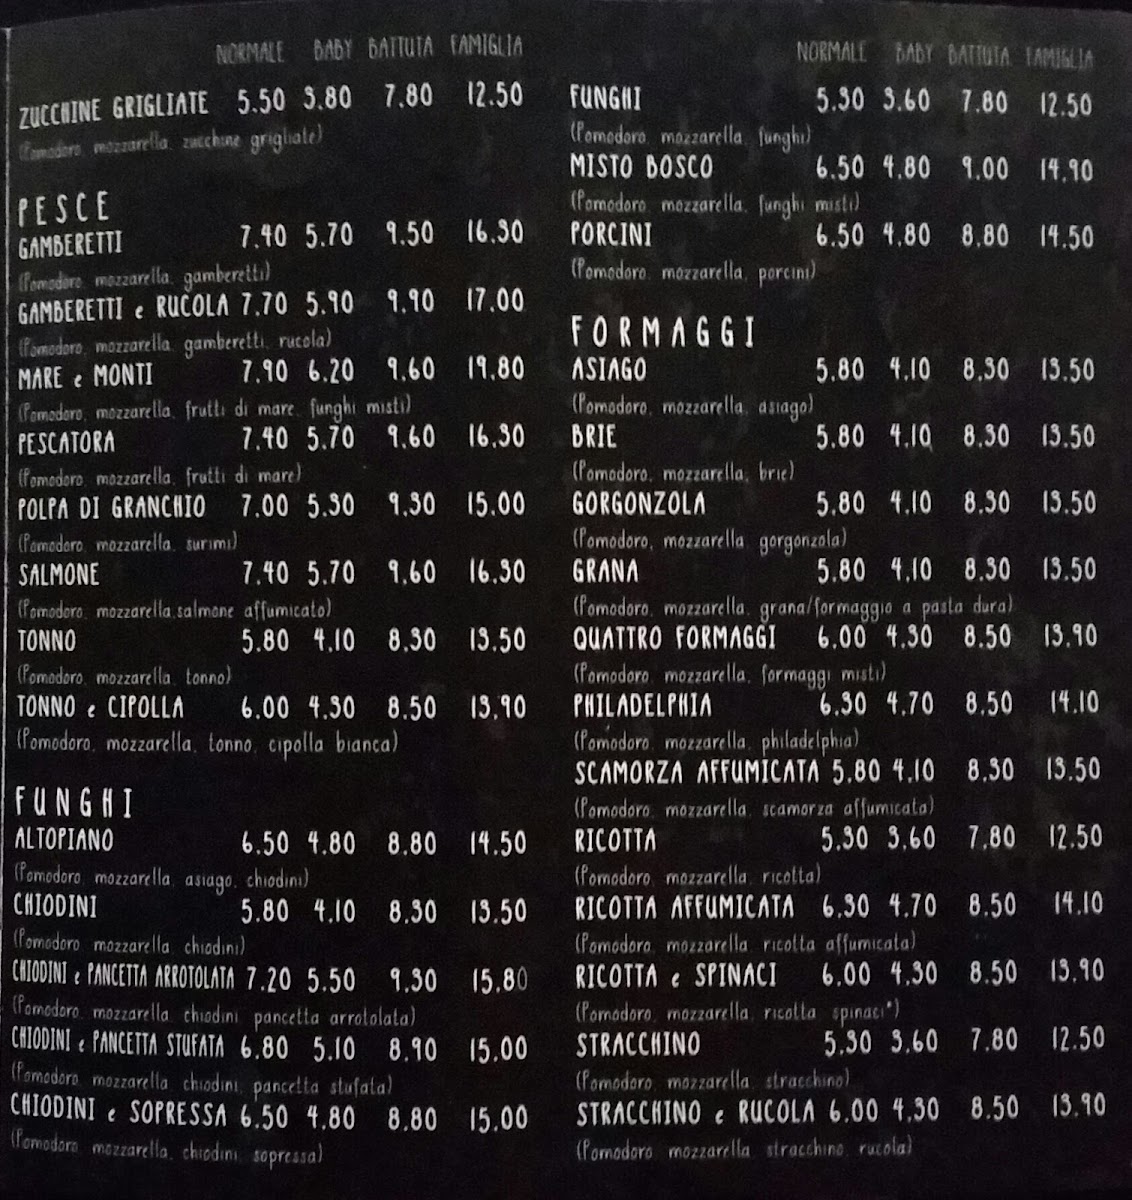 NORMALE BABY BATTUTA FAMIGLIA
ZUCCHINE GRIGLIATE 5.50 3.80 7.80 12.50
(Pomodoro, mozzarella, zucchine grigliate)
PESCE
GAMBERETTI 7.40 5.70 9.50 16.30
(Pomodoro, mozzarella, gamberetti)
GAMBERETTI e RUCOLA 7.70 5.90 9.90 17.00
(Pomodoro, mozzarella, gamberetti, rucola)
MARE e MONTI 7.90 6.20 9.60 19.80
(Pomodoro, mozzarella, frutti di mare, funghi misti)
PESCATORA 7.40 5.70 9.60 16.30
(Pomodoro, mozzarella, frutti di mare)
POLPA DI GRANCHIO 7.00 5.30 9.30 15.00
(Pomodoro, mozzarella, surimi)
SALMONE 7.40 5.70 9.60 16.30
(Pomodoro, mozzarella,salmone affumicato)
TONNO 5.80 4.10 8.30 13.50
(Pomodoro, mozzarella, tonno)
TONNO e CIPOLLA 6.00 4.30 8.50 13.90
(Pomodoro, mozzarella, tonno, cipolla bianca)
FUNGHI
ALTOPIANO 6.50 4.80 8.80 14.50
(Pomodoro, mozzarella, asiago, chiodini)
CHIODINI 5.80 4.10 8.30 13.50
(Pomodoro, mozzarella, chiodini)
CHIODINI e PANCETTA ARROTOLATA 7.20 5.50 9.30 15.80
(Pomodoro, mozzarella, chiodini, pancetta arrotolata)
CHIODINI e PANCETTA STUFATA 6.80 5.10 8.90 15.00
(Pomodoro, mozzarella, chiodini, pancetta stufata)
CHIODINI e SOPRESSA 6.50 4.80 8.80 15.00
(Pomodoro, mozzarella, chiodini, sopressa)
NORMALE BABY BATTUTA FAMIGLIA
FUNGHI 5.30 3.60 7.80 12.50
(Pomodoro, mozzarella, funghi)
MISTO BOSCO 6.50 4.80 9.00 14.90
(Pomodoro, mozzarella, funghi misti)
PORCINI 6.50 4.80 8.80 14.50
(Pomodoro, mozzarella, porcini)
FORMAGGI
ASIAGO 5.80 4.10 8.30 13.50
(Pomodoro, mozzarella, asiago)
BRIE 5.80 4.10 8.30 13.50
(Pomodoro, mozzarella, brie)
GORGONZOLA 5.80 4.10 8.30 13.50
(Pomodoro, mozzarella, gorgonzola)
GRANA 5.80 4.10 8.30 13.50
(Pomodoro, mozzarella, grana/formaggio a pasta dura)
QUATTRO FORMAGGI 6.00 4.30 8.50 13.90
(Pomodoro, mozzarella, formaggi misti)
PHILADELPHIA 6.30 4.70 8.50 14.10
(Pomodoro, mozzarella, philadelphia)
SCAMORZA AFFUMICATA 5.80 4.10 8.30 13.50
(Pomodoro, mozzarella, scamorza affumicata)
RICOTTA 5.30 3.60 7.80 12.50
(Pomodoro, mozzarella, ricotta)
RICOTTA AFFUMICATA 6.30 4.70 8.50 14.10
(Pomodoro, mozzarella, ricotta affumicata)
RICOTTA e SPINACI 6.00 4.30 8.50 13.90
(Pomodoro, mozzarella, ricotta spinaci*)
STRACCHINO 5.30 3.60 7.80 12.50
(Pomodoro, mozzarella, stracchino)
STRACCHINO e RUCOLA 6.00 4.30 8.50 13.90
(Pomodoro mozzarella, stracchino, rucola)